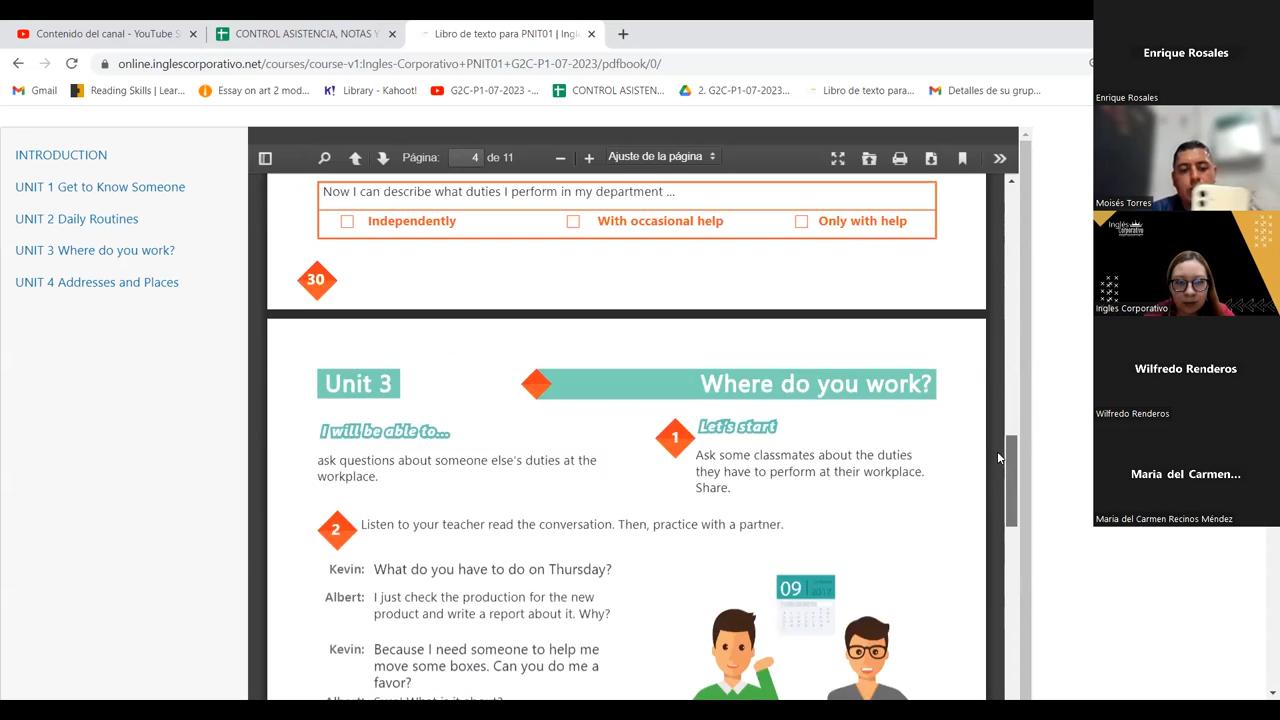 Contenido del canal - YouTube S
CONTROL ASISTENCIA, NOTAS Y
Libro de texto para PNIT01 | Ingl
online.inglescorporativo.net/courses/course-v1:Ingles-Corporativo+PNIT01+G2C-P1-07-2023/pdfbook/0/
Gmail
Reading Skills | Lear...
Essay on art 2 mod...
Library - Kahoot!
G2C-P1-07-2023 -...
CONTROL ASISTEN...
2. G2C-P1-07-2023...
Libro de texto para...
Detalles de su grup...
INTRODUCTION
UNIT 1 Get to Know Someone
UNIT 2 Daily Routines
UNIT 3 Where do you work?
UNIT 4 Addresses and Places
Página: 4 de 11
Ajuste de la página
Now I can describe what duties I perform in my department ...
Independently
With occasional help
Only with help
30
Unit 3
Where do you work?
I will be able to...
ask questions about someone else's duties at the
workplace.
1
Let's start
Ask some classmates about the duties
they have to perform at their workplace.
Share.
2
Listen to your teacher read the conversation. Then, practice with a partner.
Kevin: What do you have to do on Thursday?
Albert: I just check the production for the new
product and write a report about it. Why?
Kevin: Because I need someone to help me
move some boxes. Can you do me a
favor?
Albert: Sure! What is it about?
09
2017
Enrique Rosales
Enrique Rosales
Moisés Torres
Inglés
Corporativo
Ingles Corporativo
Wilfredo Renderos
Wilfredo Renderos
Maria del Carmen...
Maria del Carmen Recinos Méndez